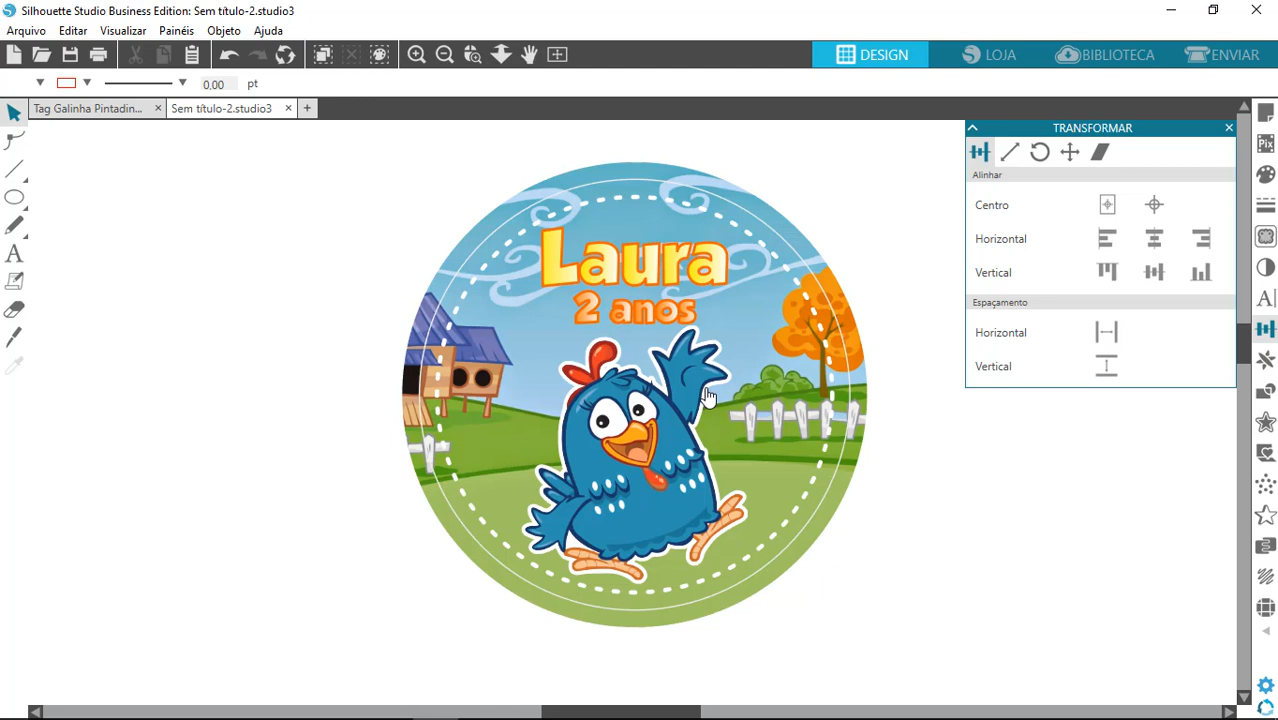 Silhouette Studio Business Edition: Sem título-2.studio3
Arquivo Editar Visualizar Painéis Objeto Ajuda
DESIGN LOJA BIBLIOTECA ENVIAR
0,00 pt
Tag Galinha Pintadin... Sem título-2.studio3
TRANSFORMAR
Alinhar
Centro
Horizontal
Vertical
Espaçamento
Horizontal
Vertical
Laura
2 anos